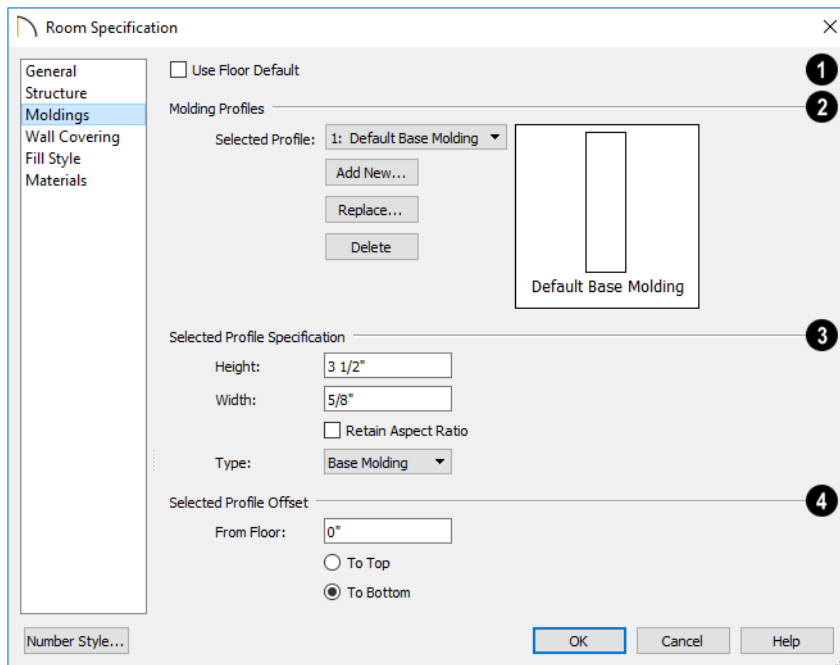 Room Specification
General
Structure
Moldings
Wall Covering
Fill Style
Materials
Use Floor Default
1
Molding Profiles
2
Selected Profile: 1: Default Base Molding
Add New...
Replace...
Delete
Default Base Molding
Selected Profile Specification
3
Height: 3 1/2"
Width: 5/8"
Retain Aspect Ratio
Type: Base Molding
Selected Profile Offset
4
From Floor: 0"
To Top
To Bottom
Number Style...
OK
Cancel
Help